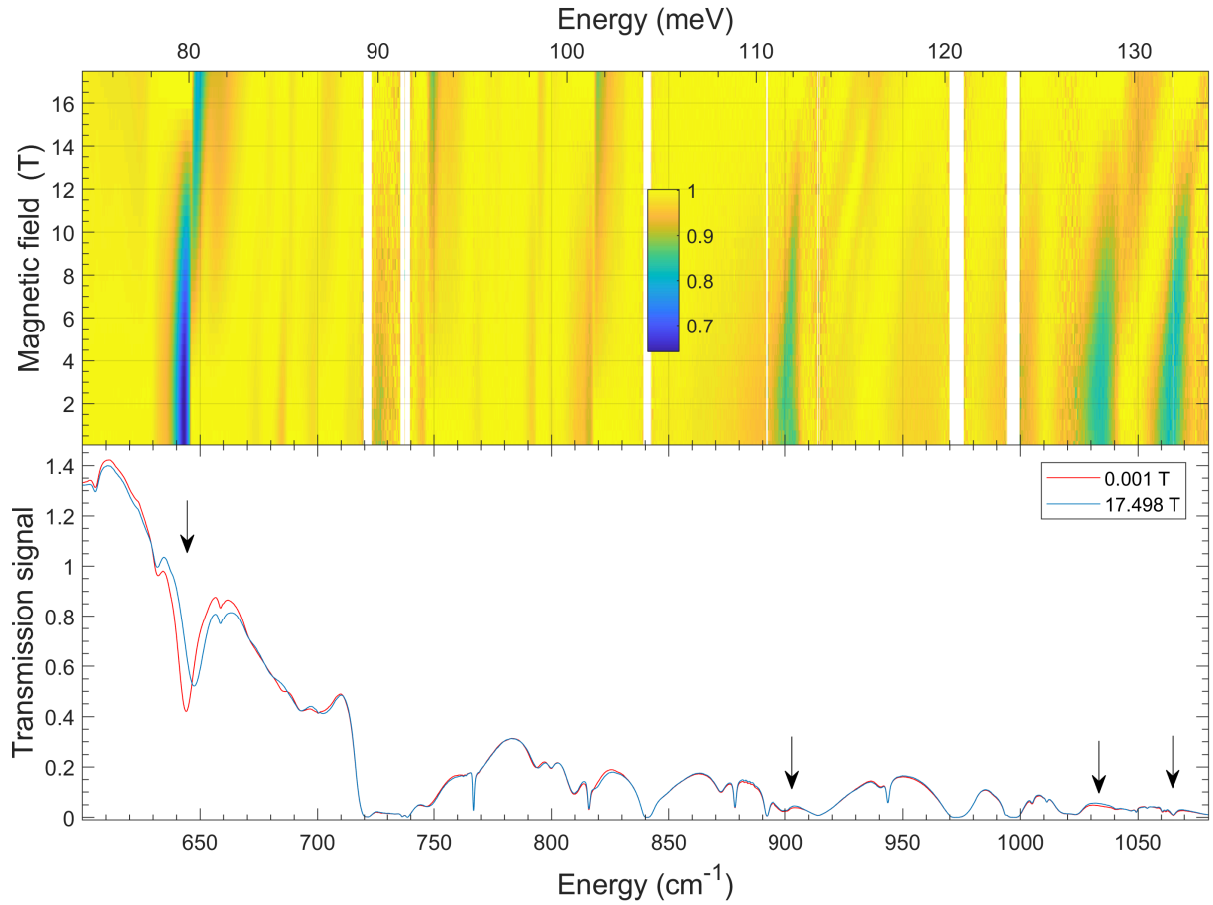 Energy (meV)
80 90 100 110 120 130
16
14
12
10
8
6
4
2
Magnetic field (T)
1
0.9
0.8
0.7
1.4
1.2
1
0.8
0.6
0.4
0.2
0
Transmission signal
0.001 T
17.498 T
650 700 750 800 850 900 950 1000 1050
Energy (cm⁻¹)